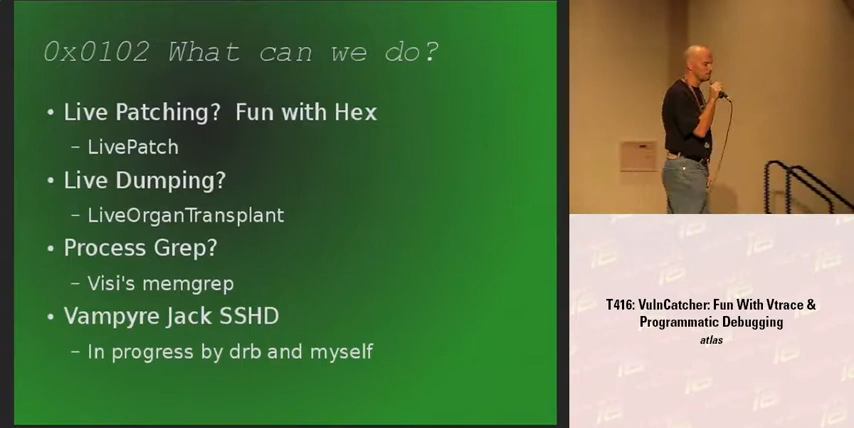 0x0102 What can we do?
• Live Patching?  Fun with Hex
– LivePatch
• Live Dumping?
– LiveOrganTransplant
• Process Grep?
– Visi's memgrep
• Vampyre Jack SSHD
– In progress by drb and myself
T416: VulnCatcher: Fun With Vtrace &
Programmatic Debugging
atlas